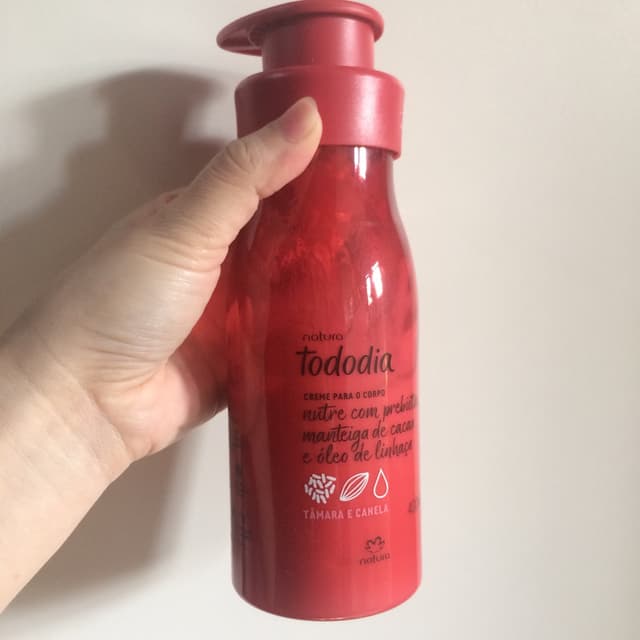 natura
tododia
CREME PARA O CORPO
nutre com
manteiga de cacau
e óleo de linhaça
TÂMARA E CANELA
natura